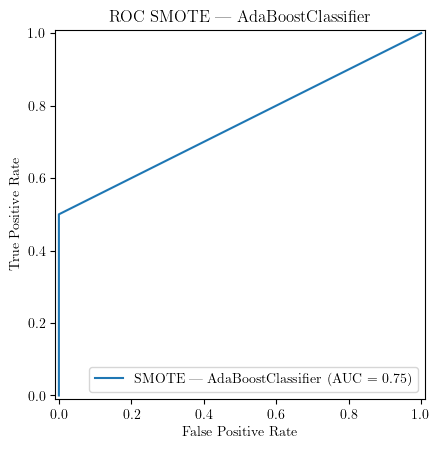 ROC SMOTE — AdaBoostClassifier
1.0
0.8
0.6
0.4
0.2
0.0
True Positive Rate
SMOTE — AdaBoostClassifier (AUC = 0.75)
0.0 0.2 0.4 0.6 0.8 1.0
False Positive Rate